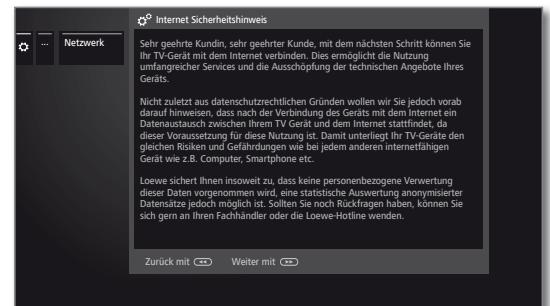 Internet Sicherheitshinweis
... Netzwerk
Sehr geehrte Kundin, sehr geehrter Kunde, mit dem nächsten Schritt können Sie
Ihr TV-Gerät mit dem Internet verbinden. Dies ermöglicht die Nutzung
umfangreicher Services und die Ausschöpfung der technischen Angebote Ihres
Geräts.
Nicht zuletzt aus datenschutzrechtlichen Gründen wollen wir Sie jedoch vorab
darauf hinweisen, dass nach der Verbindung des Geräts mit dem Internet ein
Datenaustausch zwischen Ihrem TV Gerät und dem Internet stattfindet, da
dieser Voraussetzung für diese Nutzung ist. Damit unterliegt Ihr TV-Geräte den
gleichen Risiken und Gefährdungen wie bei jedem anderen internetfähigen
Gerät wie z.B. Computer, Smartphone etc.
Loewe sichert Ihnen insoweit zu, dass keine personenbezogene Verwertung
dieser Daten vorgenommen wird, eine statistische Auswertung anonymisierter
Datensätze jedoch möglich ist. Sollten Sie noch Rückfragen haben, können Sie
sich gern an Ihren Fachhändler oder die Loewe-Hotline wenden.
Zurück mit Weiter mit